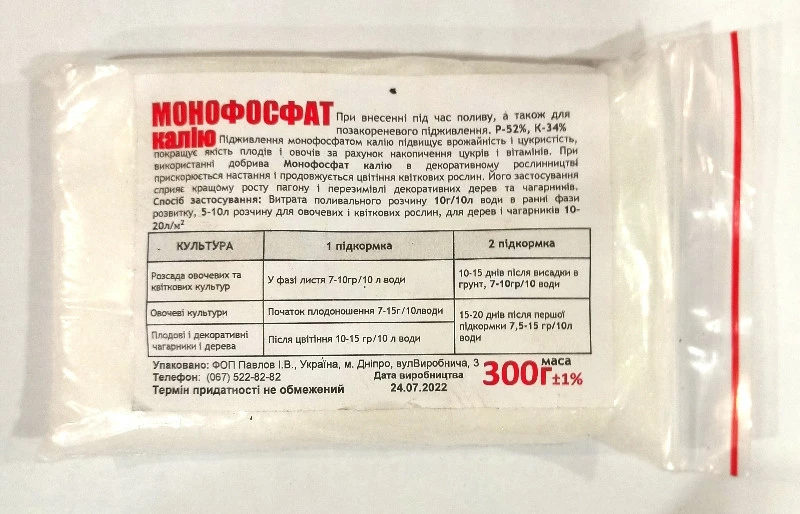 МОНОФОСФАТ При внесенні під час поливу, а також для
калію позакореневого підживлення. Р-52%, К-34%
Підживлення монофосфатом калію підвищує врожайність і цукристість,
покращує якість плодів і овочів за рахунок накопичення цукрів і вітамінів. При
використанні добрива Монофосфат калію в декоративному рослинництві
прискорюється настання і продовжується цвітіння квіткових рослин. Його застосування
сприяє кращому росту пагону і перезимівлі декоративних дерев та чагарників.
Спосіб застосування: Витрата поливального розчину 10г/10л води в ранні фази
розвитку, 5-10л розчину для овочевих і квіткових рослин, для дерев і чагарників 10-
20л/м²
КУЛЬТУРА 1 підкормка 2 підкормка
Розсада овочевих та квіткових культур
У фазі листя 7-10гр/10 л води
10-15 днів після висадки в грунт, 7-10гр/10 води
Овочеві культури
Початок плодоношення 7-15г/10лводи
15-20 днів після першої підкормки 7,5-15 гр/10л води
Плодові і декоративні чагарники і дерева
Після цвітіння 10-15 гр/10 л води
Упаковано: ФОП Павлов І.В., Україна, м. Дніпро, вулВиробнича, 3
Телефон: (067) 522-82-82 Дата виробництва
Термін придатності не обмежений 24.07.2022
маса
300г±1%